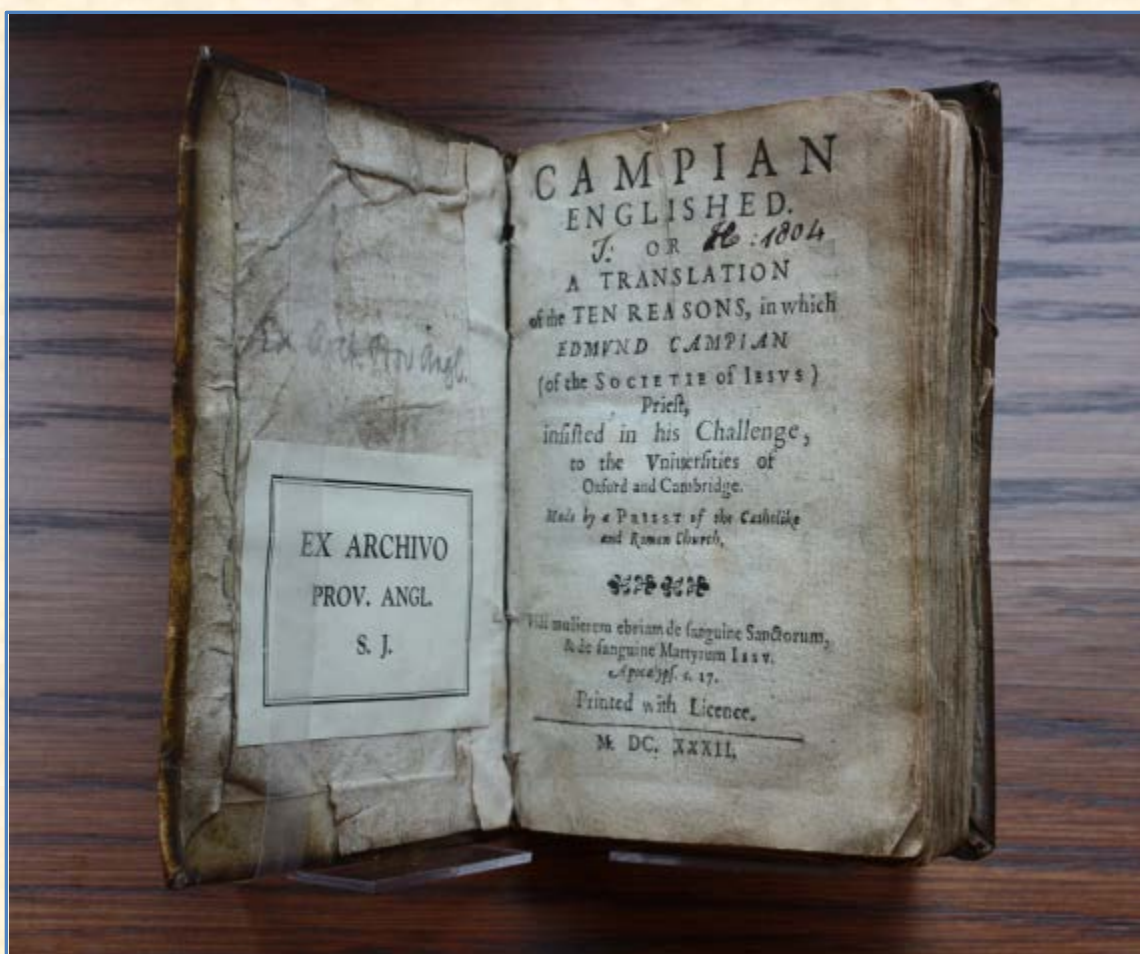 Ex Arch. Prov Angl.
EX ARCHIVO
PROV. ANGL.
S. J.
CAMPIAN
ENGLISHED.
J: OR H: 1804
A TRANSLATION
of the TEN REASONS, in which
EDMVND CAMPIAN
(of the SOCIETIE of IESVS)
Prieſt,
inſiſted in his Challenge,
to the Vniuerſities of
Oxford and Cambridge.
Made by a PRIEST of the Catholike
and Roman Church.
Vidi mulierem ebriam de ſanguine Sanctorum,
& de ſanguine Martyrum IESV.
Apocalypſ. c. 17.
Printed with Licence.
M. DC. XXXII.